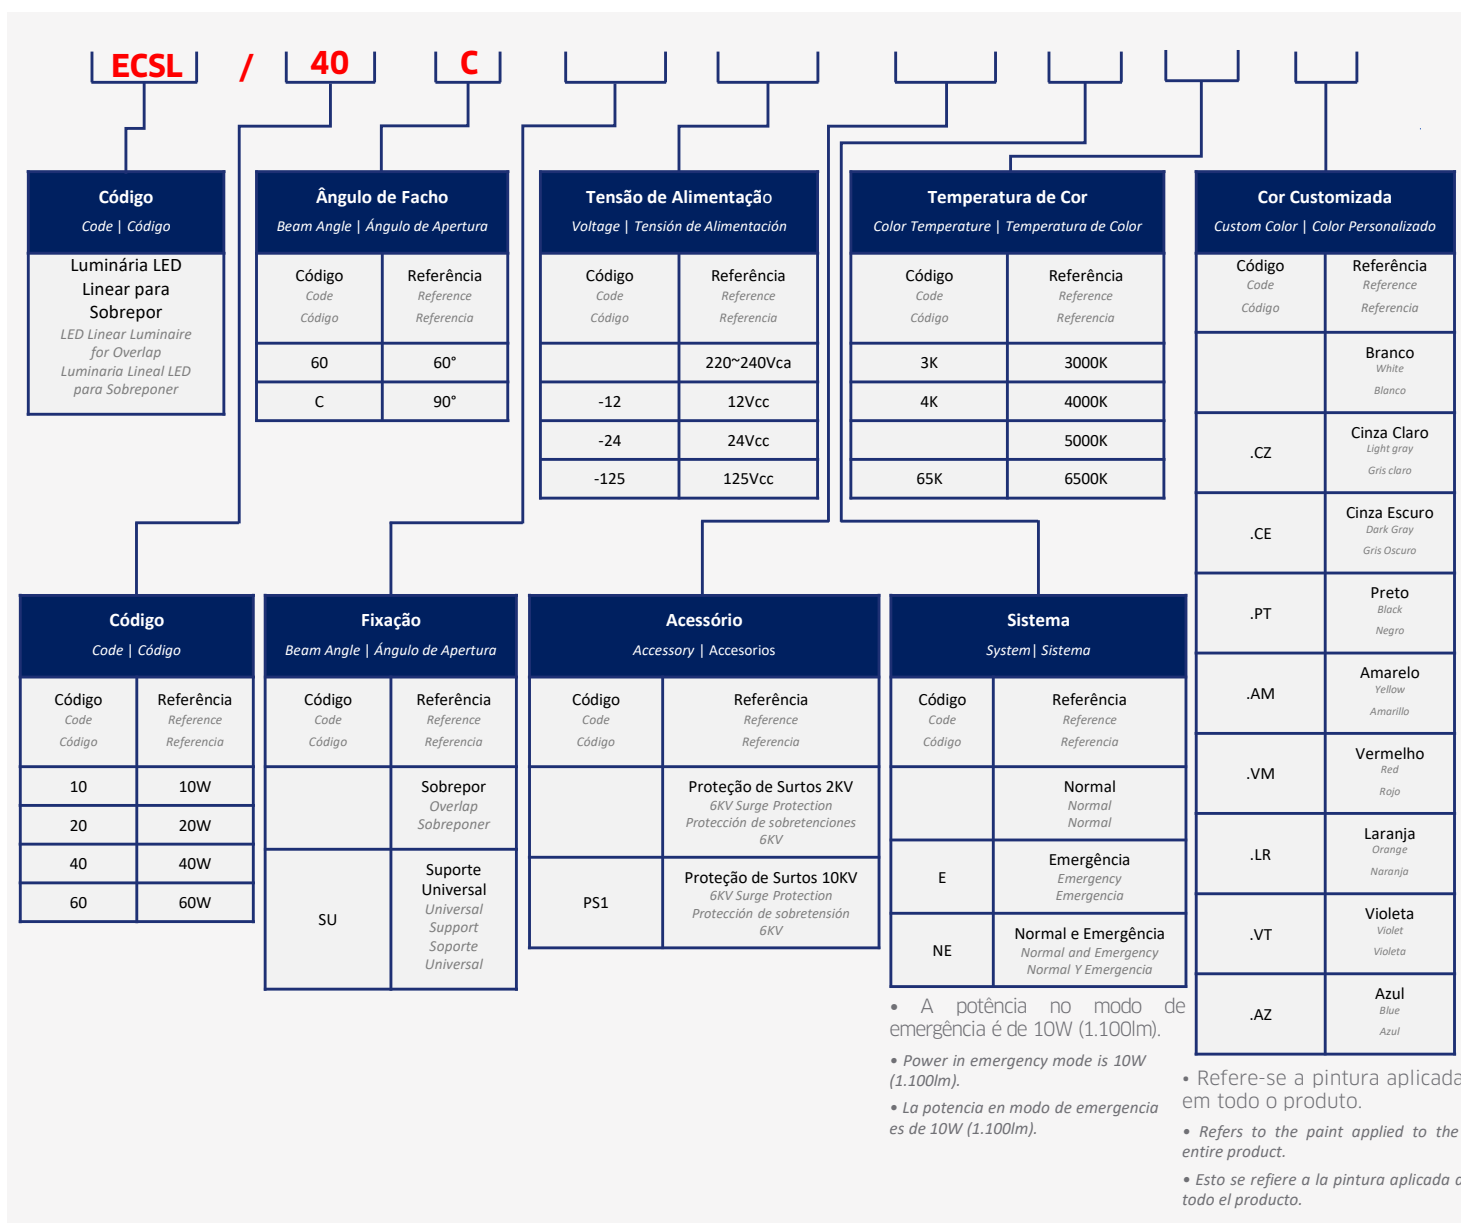 ECSL / 40 C
Código
Code | Código
Luminária LED
Linear para
Sobrepor
LED Linear Luminaire
for Overlap
Luminaria Lineal LED
para Sobreponer
Ângulo de Facho
Beam Angle | Ángulo de Apertura
Código Referência
Code Reference
Código Referencia
60 60°
C 90°
Tensão de Alimentação
Voltage | Tensión de Alimentación
Código Referência
Code Reference
Código Referencia
220~240Vca
-12 12Vcc
-24 24Vcc
-125 125Vcc
Temperatura de Cor
Color Temperature | Temperatura de Color
Código Referência
Code Reference
Código Referencia
3K 3000K
4K 4000K
5000K
65K 6500K
Cor Customizada
Custom Color | Color Personalizado
Código Referência
Code Reference
Código Referencia
Branco
White
Blanco
.CZ Cinza Claro
Light gray
Gris claro
.CE Cinza Escuro
Dark Gray
Gris Oscuro
.PT Preto
Black
Negro
.AM Amarelo
Yellow
Amarillo
.VM Vermelho
Red
Rojo
.LR Laranja
Orange
Naranja
.VT Violeta
Violet
Violeta
.AZ Azul
Blue
Azul
• Refere-se a pintura aplicada
em todo o produto.
• Refers to the paint applied to the
entire product.
• Esto se refiere a la pintura aplicada a
todo el producto.
Código
Code | Código
Código Referência
Code Reference
Código Referencia
10 10W
20 20W
40 40W
60 60W
Fixação
Beam Angle | Ángulo de Apertura
Código Referência
Code Reference
Código Referencia
Sobrepor
Overlap
Sobreponer
SU Suporte
Universal
Universal
Support
Soporte
Universal
Acessório
Accessory | Accesorios
Código Referência
Code Reference
Código Referencia
Proteção de Surtos 2KV
6KV Surge Protection
Protección de sobretenciones
6KV
PS1 Proteção de Surtos 10KV
6KV Surge Protection
Protección de sobretensión
6KV
Sistema
System| Sistema
Código Referência
Code Reference
Código Referencia
Normal
Normal
Normal
E Emergência
Emergency
Emergencia
NE Normal e Emergência
Normal and Emergency
Normal Y Emergencia
• A potência no modo de
emergência é de 10W (1.100lm).
• Power in emergency mode is 10W
(1.100lm).
• La potencia en modo de emergencia
es de 10W (1.100lm).